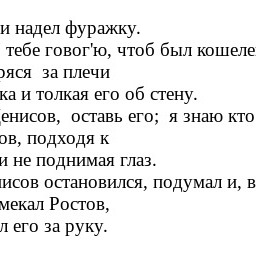 и надел фуражку.
тебе говог'ю, чтоб был кошеле
ряся за плечи
ка и толкая его об стену.
енисов, оставь его; я знаю кто
ов, подходя к
и не поднимая глаз.
исов остановился, подумал и, в
мекал Ростов,
л его за руку.